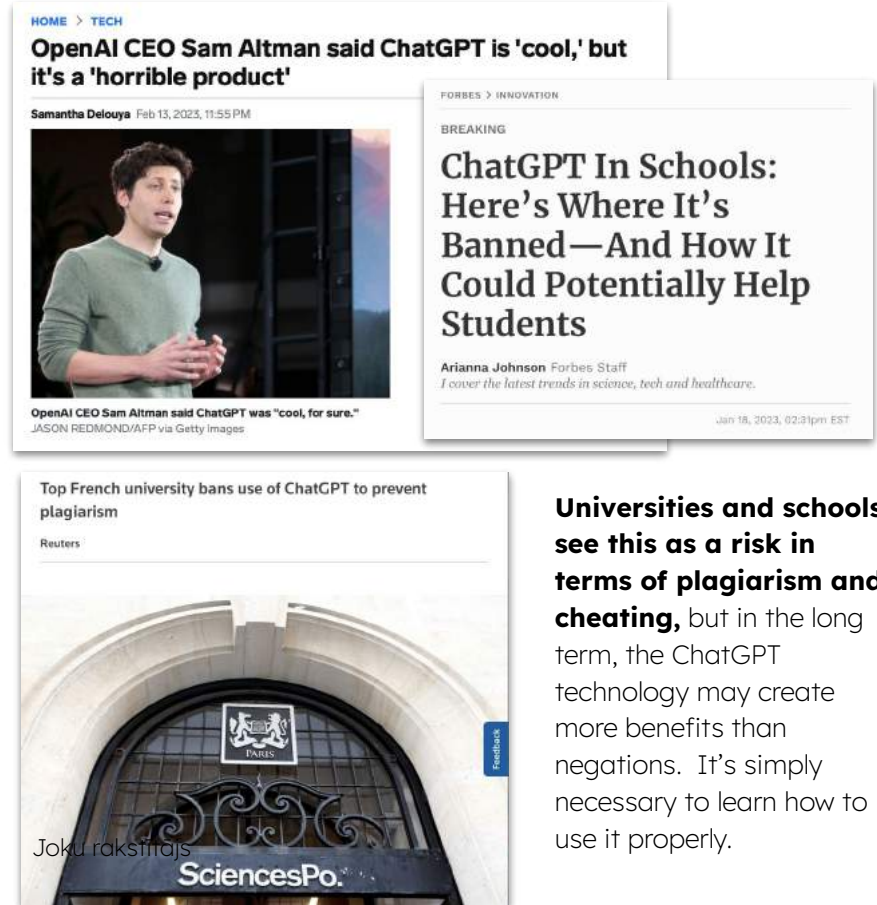 HOME > TECH
OpenAI CEO Sam Altman said ChatGPT is 'cool,' but
it's a 'horrible product'
Samantha Delouya Feb 13, 2023, 11:55 PM
OpenAI CEO Sam Altman said ChatGPT was "cool, for sure."
JASON REDMOND/AFP via Getty Images
FORBES > INNOVATION
BREAKING
ChatGPT In Schools:
Here's Where It's
Banned—And How It
Could Potentially Help
Students
Arianna Johnson Forbes Staff
I cover the latest trends in science, tech and healthcare.
Jan 18, 2023, 02:31pm EST
Top French university bans use of ChatGPT to prevent
plagiarism
Reuters
PARIS
Feedback
Joku rakstītājs
SciencesPo.
Universities and schools
see this as a risk in
terms of plagiarism and
cheating, but in the long
term, the ChatGPT
technology may create
more benefits than
negations. It's simply
necessary to learn how to
use it properly.